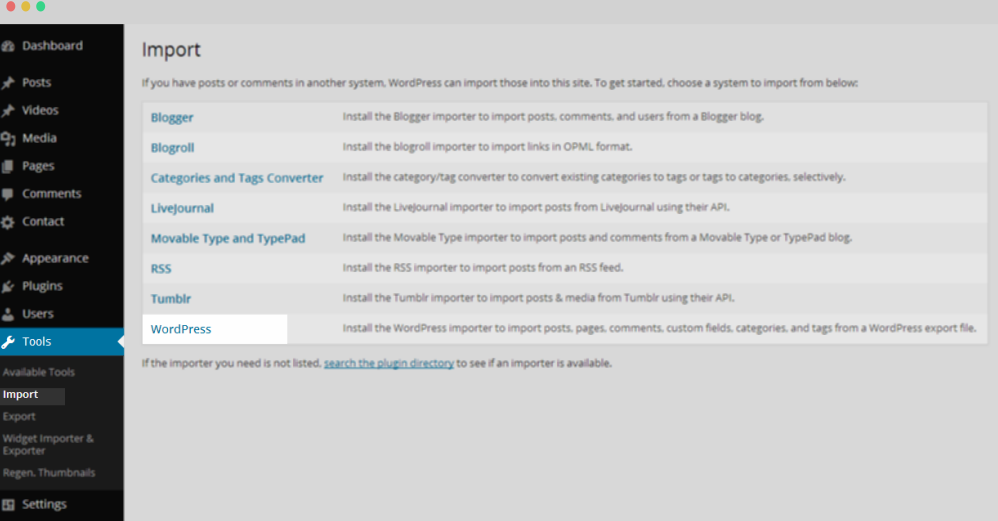 Dashboard
Posts
Videos
Media
Pages
Comments
Contact
Appearance
Plugins
Users
Tools
Available Tools
Import
Export
Widget Importer &
Exporter
Regen. Thumbnails
Settings
Import
If you have posts or comments in another system, WordPress can import those into this site. To get started, choose a system to import from below:
Blogger Install the Blogger importer to import posts, comments, and users from a Blogger blog.
Blogroll Install the blogroll importer to import links in OPML format.
Categories and Tags Converter Install the category/tag converter to convert existing categories to tags or tags to categories, selectively.
LiveJournal Install the LiveJournal importer to import posts from LiveJournal using their API.
Movable Type and TypePad Install the Movable Type importer to import posts and comments from a Movable Type or TypePad blog.
RSS Install the RSS importer to import posts from an RSS feed.
Tumblr Install the Tumblr importer to import posts & media from Tumblr using their API.
WordPress Install the WordPress importer to import posts, pages, comments, custom fields, categories, and tags from a WordPress export file.
If the importer you need is not listed, search the plugin directory to see if an importer is available.